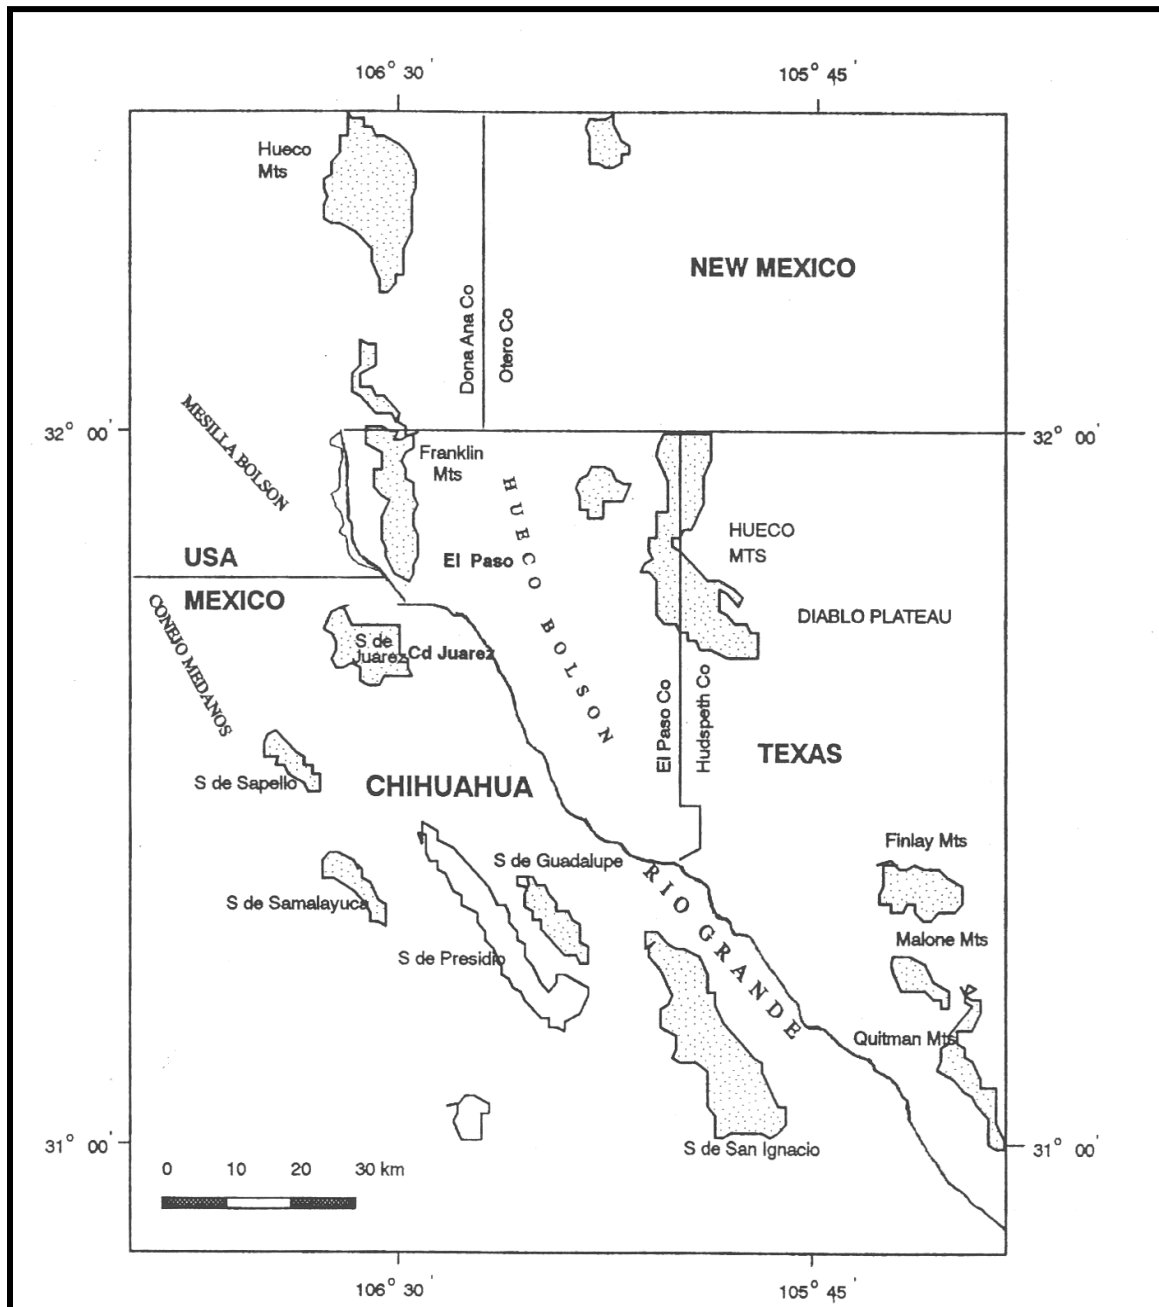 106° 30'
105° 45'
Hueco
Mts
NEW MEXICO
Dona Ana Co
Otero Co
MESILLA BOLSON
32° 00'
32° 00'
Franklin
Mts
HUECO BOLSON
HUECO
MTS
USA
El Paso
MEXICO
CONEJO MEDANOS
DIABLO PLATEAU
S de
Juarez
Cd Juarez
El Paso Co
Hudspeth Co
TEXAS
S de Sapello
CHIHUAHUA
Finlay Mts
S de Guadalupe
RIO GRANDE
S de Samalayuca
Malone Mts
S de Presidio
Quitman Mts
31° 00'
31° 00'
S de San Ignacio
0 10 20 30 km
106° 30'
105° 45'